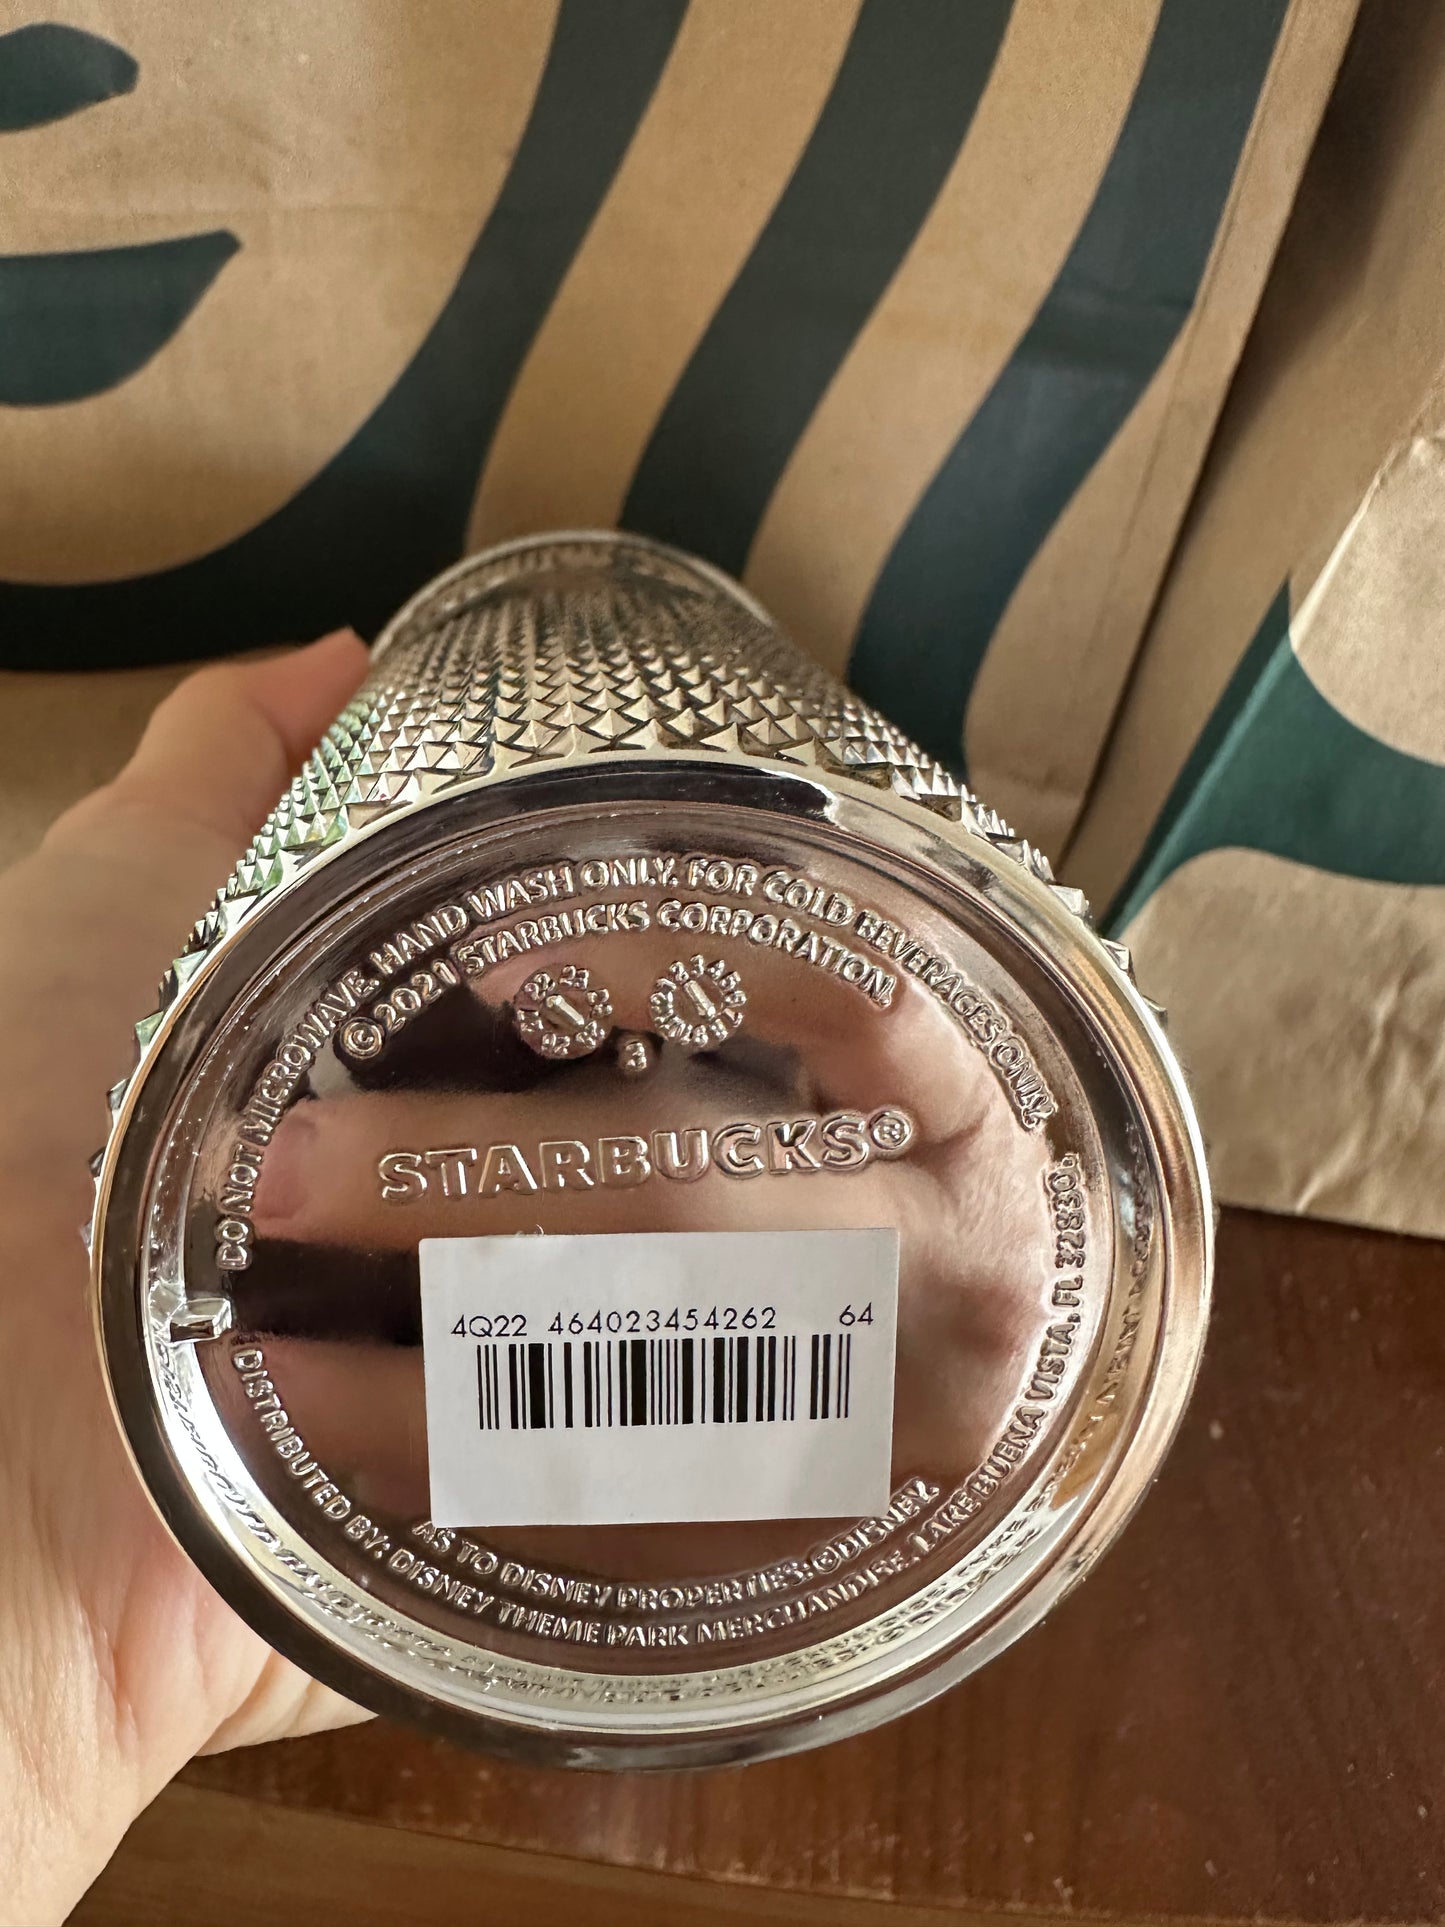 DO NOT MICROWAVE. HAND WASH ONLY. FOR COLD BEVERAGES ONLY.
©2021 STARBUCKS CORPORATION.
3
STARBUCKS®
4Q22 464023454262 64
AS TO DISNEY PROPERTIES: ©DISNEY.
DISTRIBUTED BY: DISNEY THEME PARK MERCHANDISE, LAKE BUENA VISTA, FL 32830.